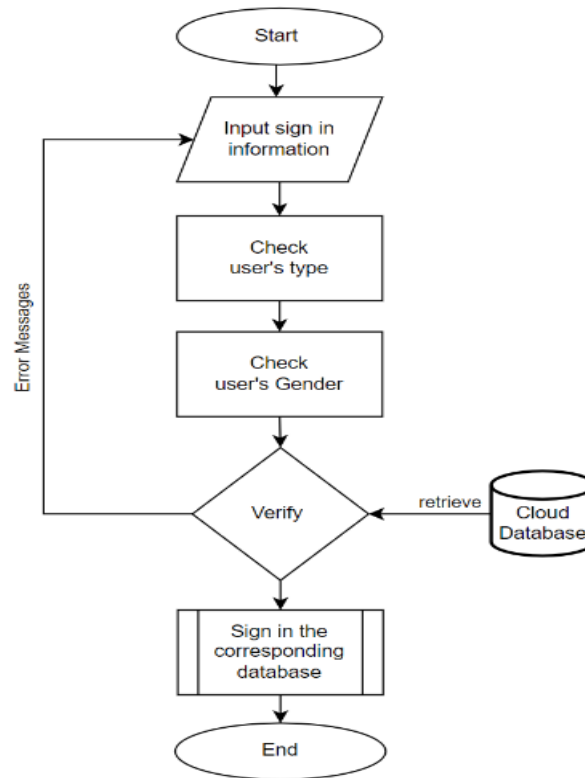 Start
Input sign in
information
Check
user's type
Error Messages
Check
user's Gender
Verify
retrieve
Cloud
Database
Sign in the
corresponding
database
End